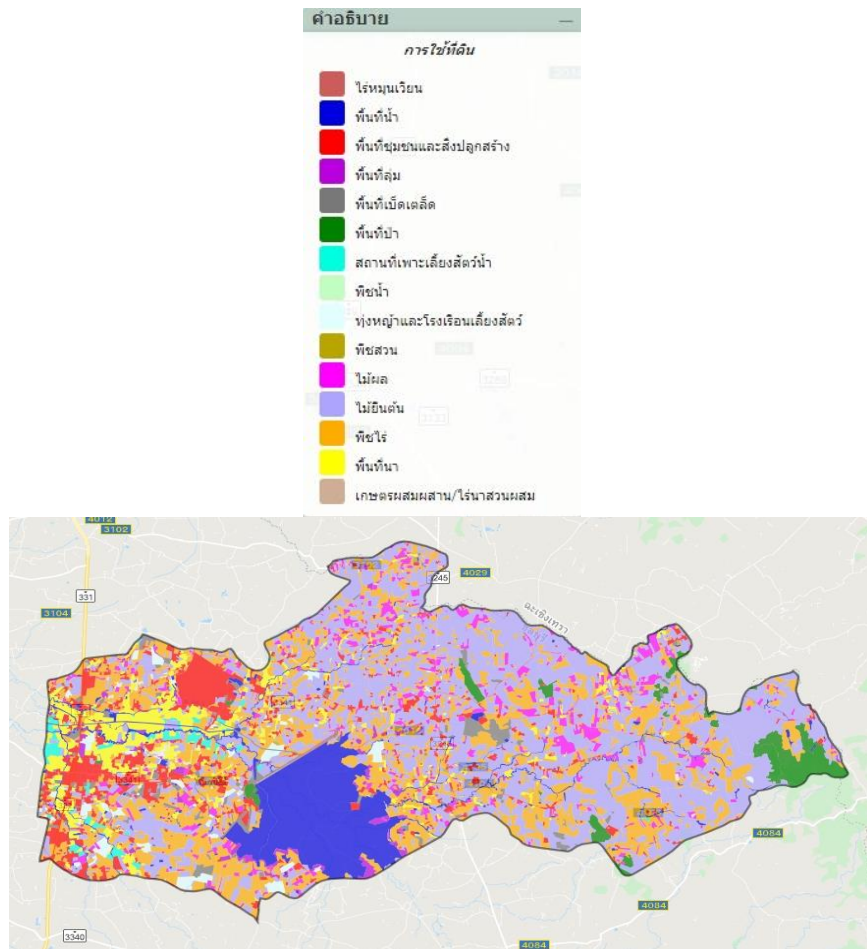 คำอธิบาย
การใช้ที่ดิน
ไร่หมุนเวียน
พื้นที่น้ำ
พื้นที่ชุมชนและสิ่งปลูกสร้าง
พื้นที่ลุ่ม
พื้นที่เบ็ดเตล็ด
พื้นที่ป่า
สถานที่เพาะเลี้ยงสัตว์น้ำ
พืชน้ำ
ทุ่งหญ้าและโรงเรือนเลี้ยงสัตว์
พืชสวน
3269
ไม้ผล
ไม้ยืนต้น
3233
พืชไร่
พื้นที่นา
เกษตรผสมผสาน/ไร่นาสวนผสม
4012
3102
3245
4029
331
3104
ฉะเชิงเทรา
4084
4084
3340
4084